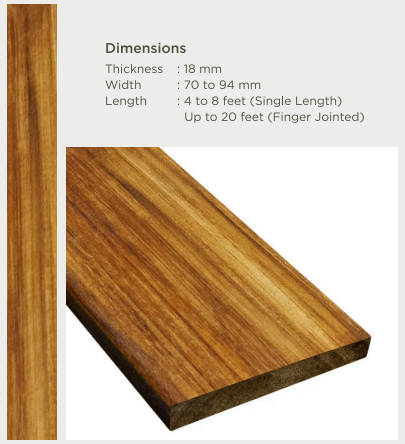 Dimensions
Thickness : 18 mm
Width : 70 to 94 mm
Length : 4 to 8 feet (Single Length)
Up to 20 feet (Finger Jointed)